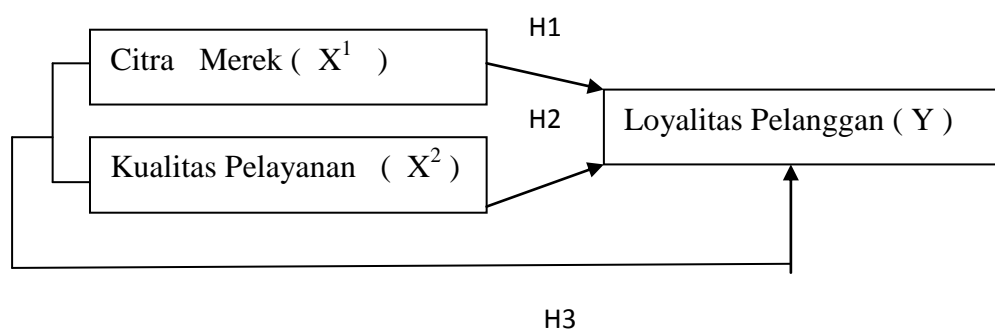 H1
Citra Merek ( X¹ )
H2
Loyalitas Pelanggan ( Y )
Kualitas Pelayanan ( X² )
H3